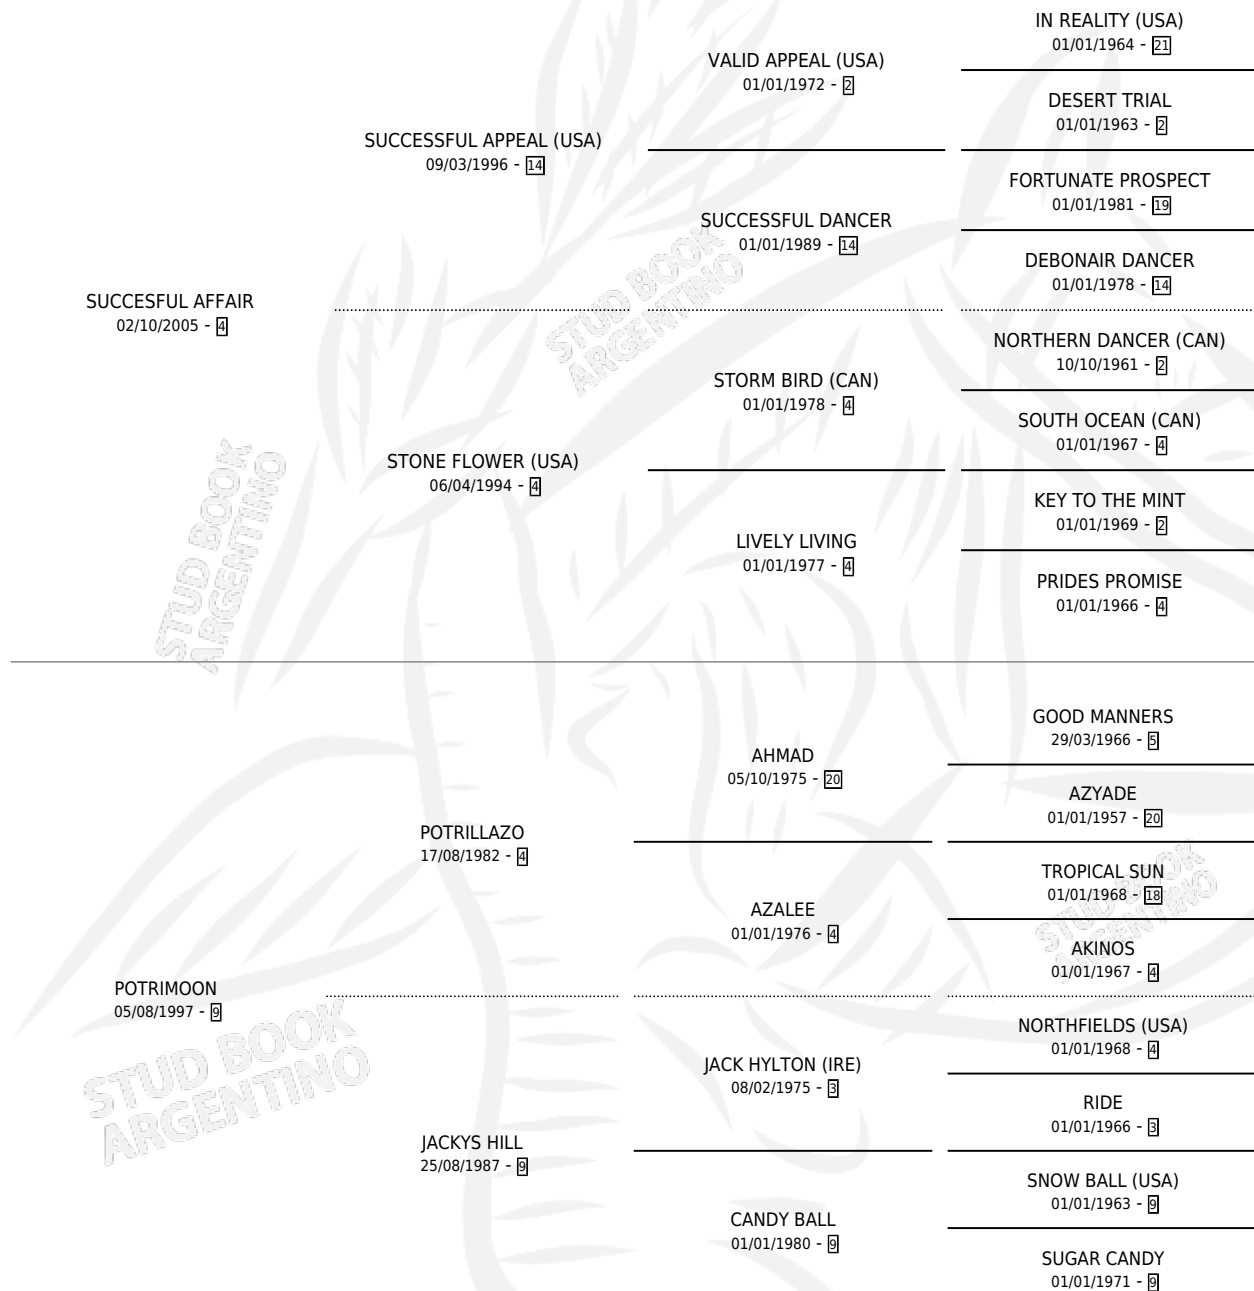 IN REALITY (USA)
01/01/1964 - 21
VALID APPEAL (USA)
01/01/1972 - 2
DESERT TRIAL
01/01/1963 - 2
SUCCESSFUL APPEAL (USA)
09/03/1996 - 14
FORTUNATE PROSPECT
01/01/1981 - 19
SUCCESSFUL DANCER
01/01/1989 - 14
DEBONAIR DANCER
01/01/1978 - 14
SUCCESFUL AFFAIR
02/10/2005 - 4
STUD BOOK
ARGENTINO
NORTHERN DANCER (CAN)
10/10/1961 - 2
STORM BIRD (CAN)
01/01/1978 - 4
SOUTH OCEAN (CAN)
01/01/1967 - 4
STONE FLOWER (USA)
06/04/1994 - 4
KEY TO THE MINT
01/01/1969 - 2
LIVELY LIVING
01/01/1977 - 4
PRIDES PROMISE
01/01/1966 - 4
STUD BOOK
ARGENTINO
GOOD MANNERS
29/03/1966 - 5
AHMAD
05/10/1975 - 20
AZYADE
01/01/1957 - 20
POTRILLAZO
17/08/1982 - 4
TROPICAL SUN
01/01/1968 - 18
STUD BOOK
ARGENTINO
AZALEE
01/01/1976 - 4
AKINOS
01/01/1967 - 4
POTRIMOON
05/08/1997 - 9
NORTHFIELDS (USA)
01/01/1968 - 4
JACK HYLTON (IRE)
08/02/1975 - 3
RIDE
01/01/1966 - 3
STUD BOOK
ARGENTINO
JACKYS HILL
25/08/1987 - 9
SNOW BALL (USA)
01/01/1963 - 9
CANDY BALL
01/01/1980 - 9
SUGAR CANDY
01/01/1971 - 9